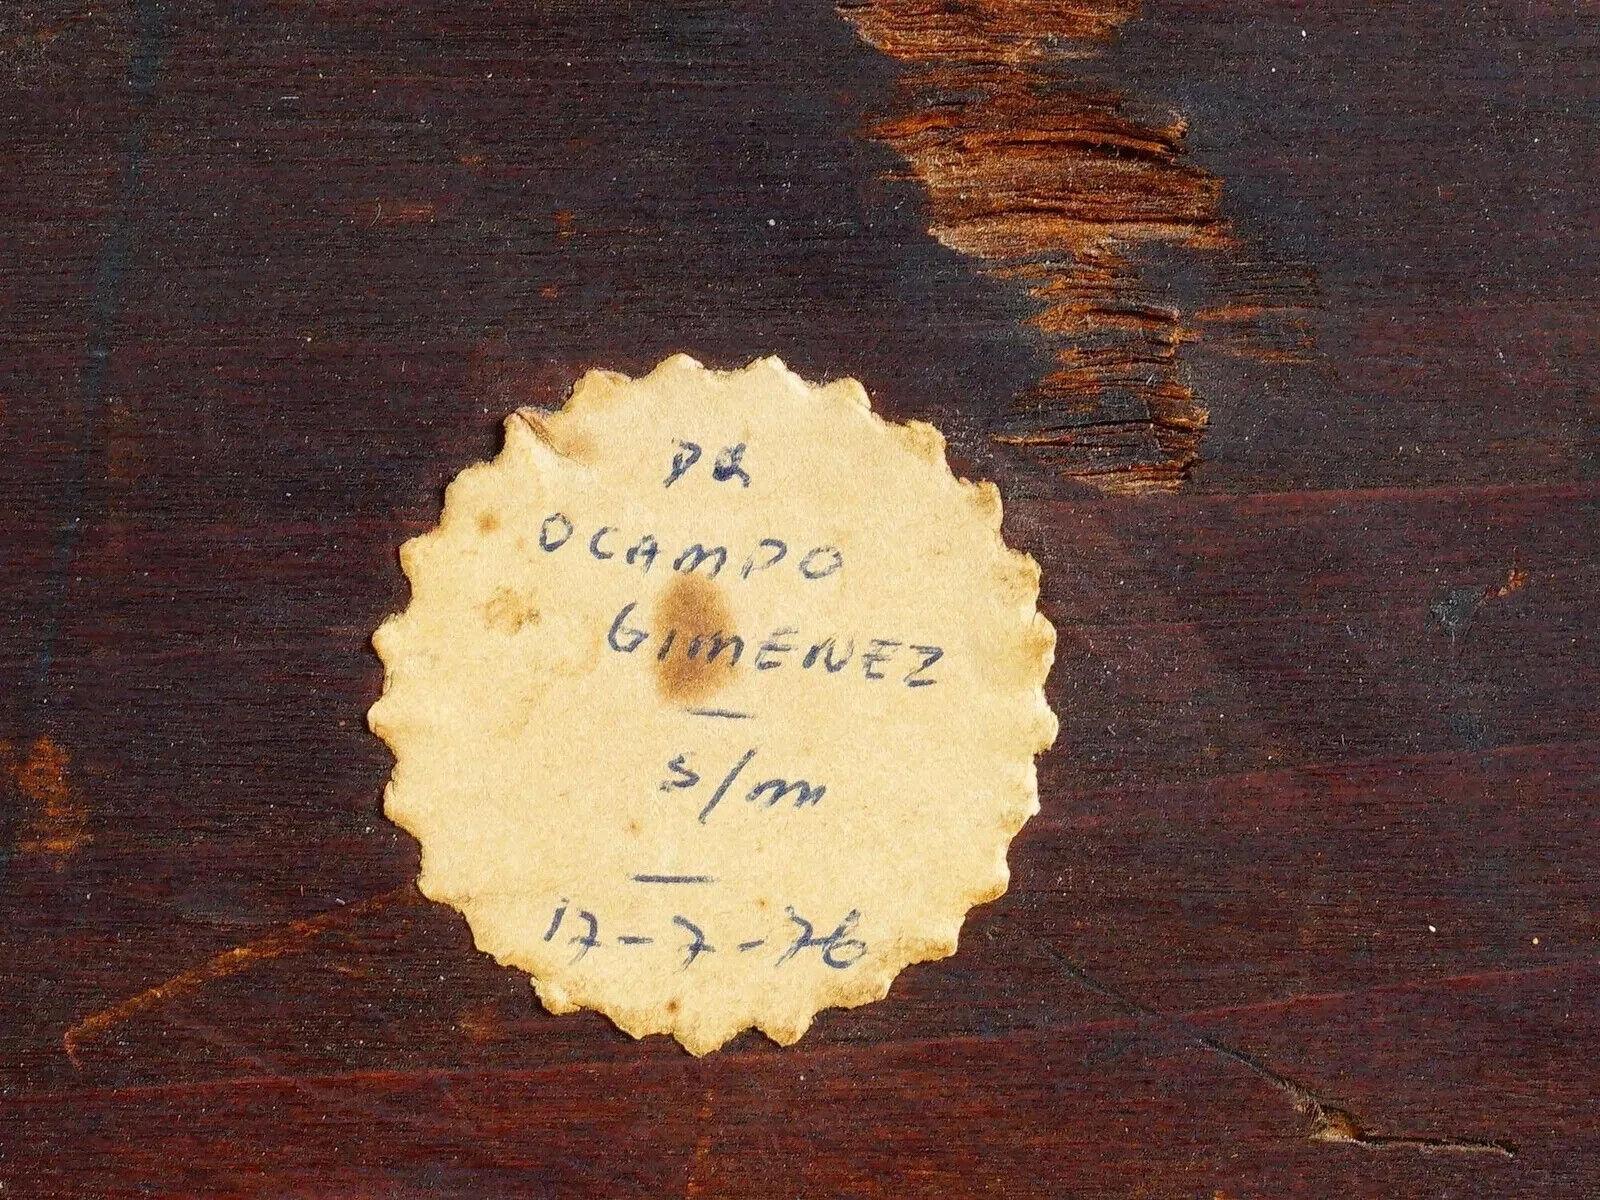 DR
OCAMPO
GIMENEZ
—
s/m
—
17-7-76